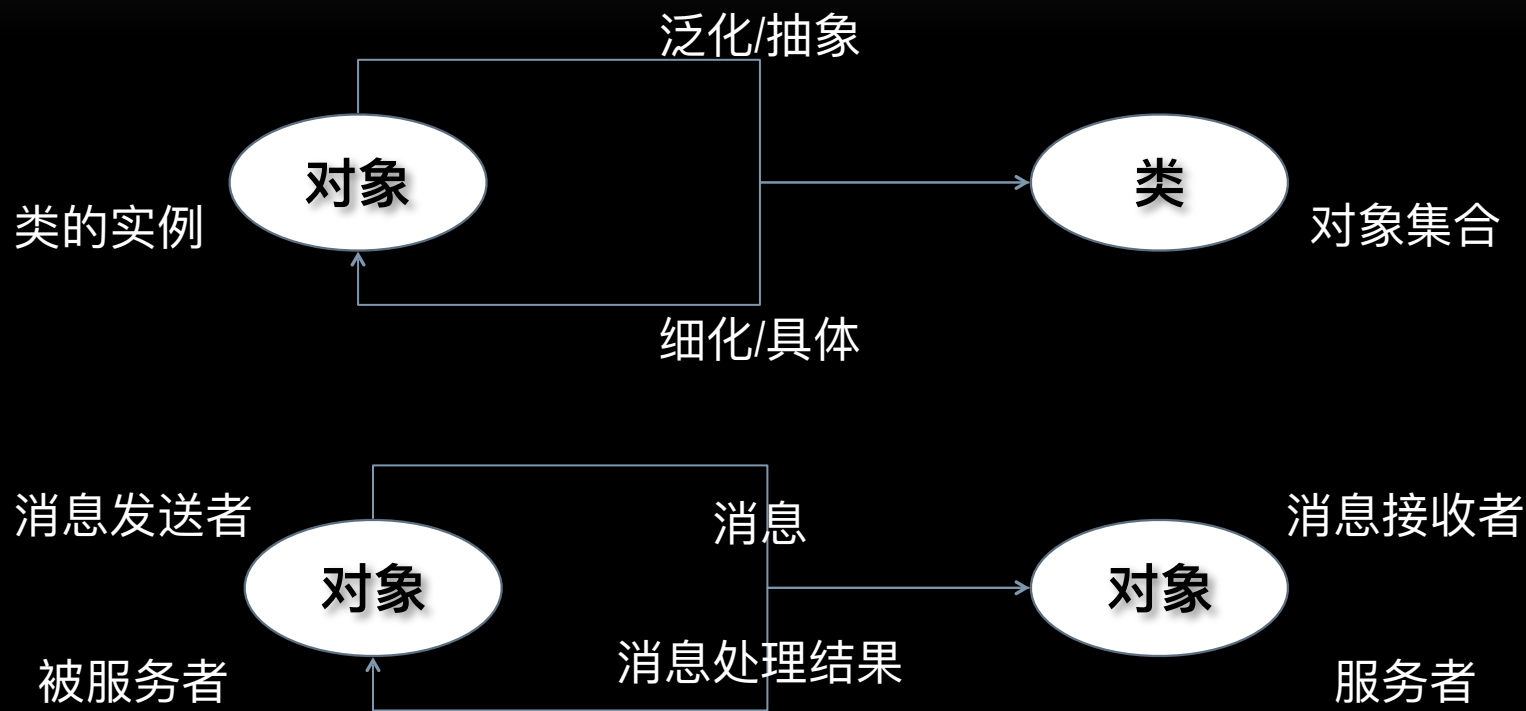 泛化/抽象
对象
类
类的实例
对象集合
细化/具体
消息发送者
消息
消息接收者
对象
对象
消息处理结果
被服务者
服务者